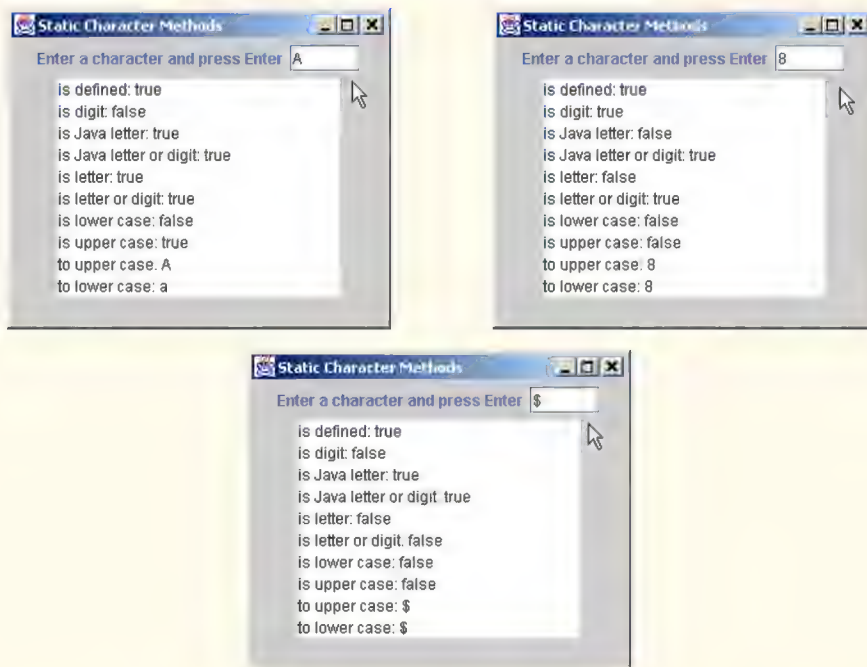 Static Character Methods
Enter a character and press Enter A
is defined: true
is digit: false
is Java letter: true
is Java letter or digit: true
is letter: true
is letter or digit: true
is lower case: false
is upper case: true
to upper case. A
to lower case: a
Static Character Methods
Enter a character and press Enter 8
is defined: true
is digit: true
is Java letter: false
is Java letter or digit: true
is letter: false
is letter or digit: true
is lower case: false
is upper case: false
to upper case: 8
to lower case: 8
Static Character Methods
Enter a character and press Enter $
is defined: true
is digit: false
is Java letter: true
is Java letter or digit true
is letter: false
is letter or digit. false
is lower case: false
is upper case: false
to upper case: $
to lower case: $